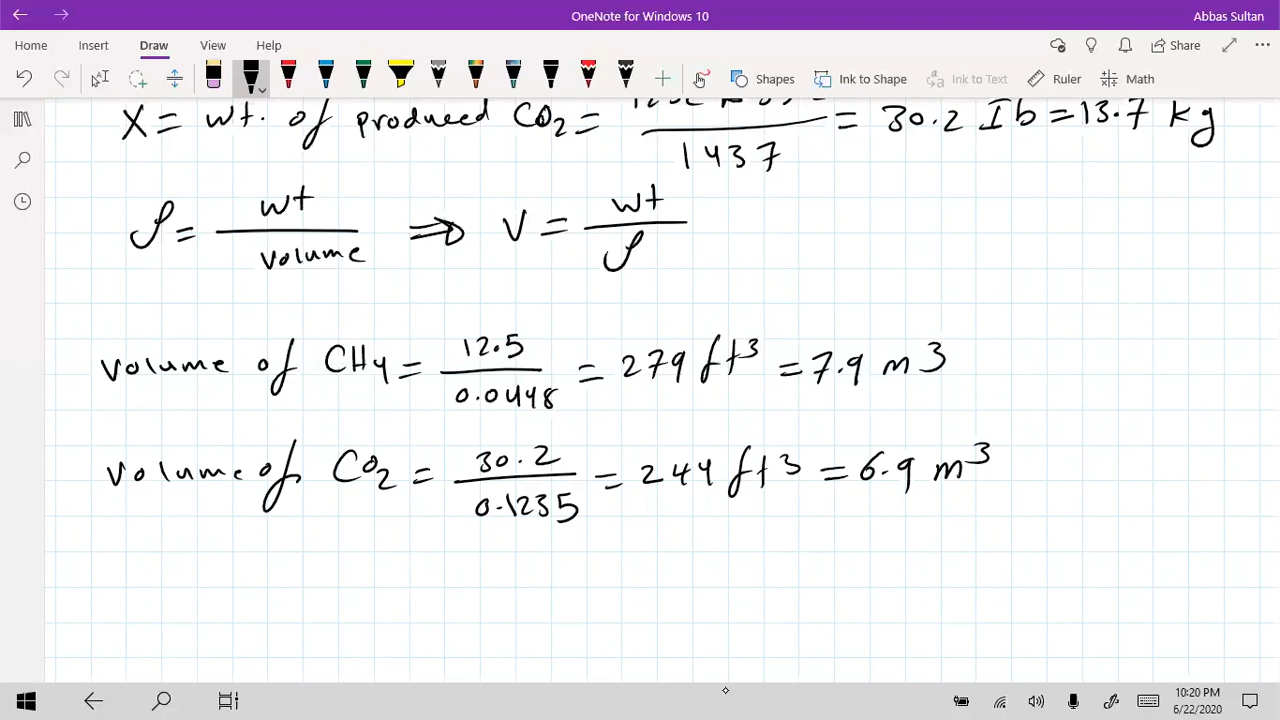 OneNote for Windows 10
Abbas Sultan
Home Insert Draw View Help
Share
Shapes Ink to Shape Ink to Text Ruler Math
X = wt. of produced CO2 = / 1437 = 30.2 Ib = 13.7 kg
ρ = wt / volume ⇒ V = wt / ρ
volume of CH4 = 12.5 / 0.0448 = 279 ft3 = 7.9 m3
volume of CO2 = 30.2 / 0.1235 = 244 ft3 = 6.9 m3
10:20 PM
6/22/2020